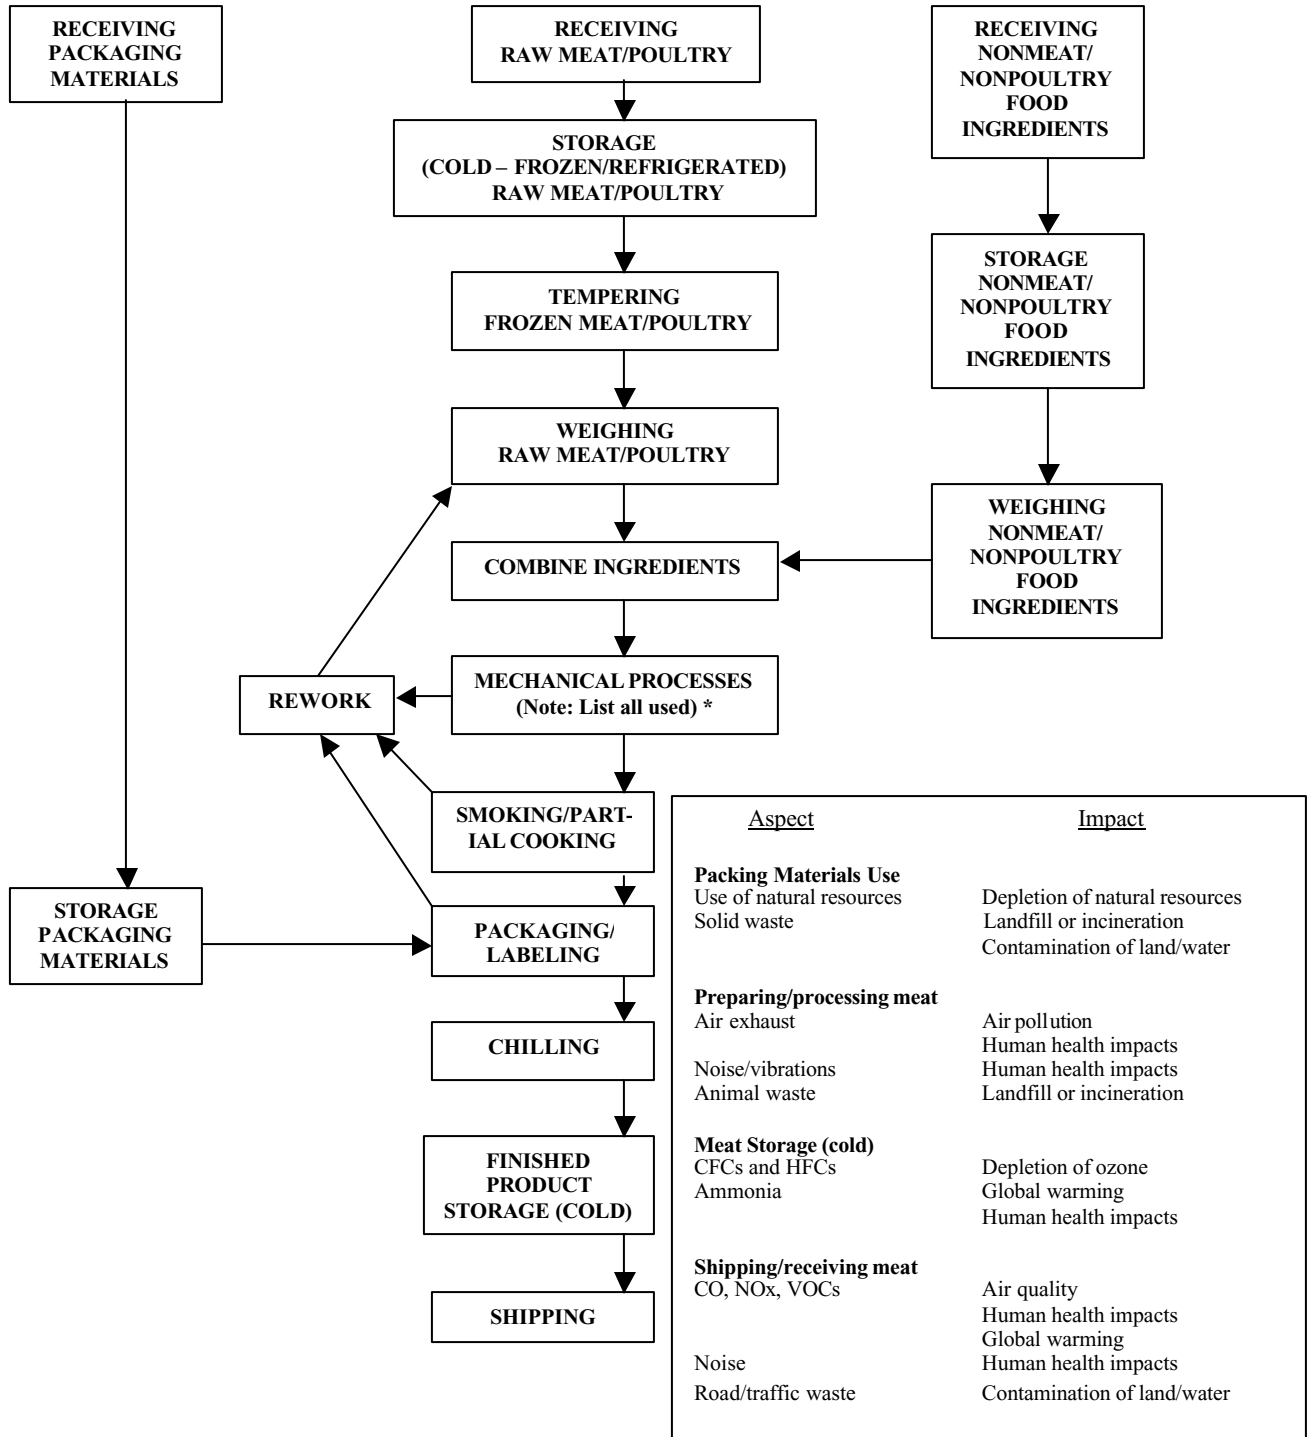 RECEIVING
PACKAGING
MATERIALS
RECEIVING
RAW MEAT/POULTRY
RECEIVING
NONMEAT/
NONPOULTRY
FOOD
INGREDIENTS
STORAGE
(COLD – FROZEN/REFRIGERATED)
RAW MEAT/POULTRY
STORAGE
NONMEAT/
NONPOULTRY
FOOD
INGREDIENTS
TEMPERING
FROZEN MEAT/POULTRY
WEIGHING
RAW MEAT/POULTRY
WEIGHING
NONMEAT/
NONPOULTRY
FOOD
INGREDIENTS
COMBINE INGREDIENTS
MECHANICAL PROCESSES
(Note: List all used) *
REWORK
SMOKING/PART-
IAL COOKING
STORAGE
PACKAGING
MATERIALS
PACKAGING/
LABELING
CHILLING
FINISHED
PRODUCT
STORAGE (COLD)
SHIPPING
Aspect Impact
Packing Materials Use
Use of natural resources Depletion of natural resources
Solid waste Landfill or incineration
Contamination of land/water
Preparing/processing meat
Air exhaust Air pollution
Human health impacts
Noise/vibrations Human health impacts
Animal waste Landfill or incineration
Meat Storage (cold)
CFCs and HFCs Depletion of ozone
Ammonia Global warming
Human health impacts
Shipping/receiving meat
CO, NOx, VOCs Air quality
Human health impacts
Global warming
Noise Human health impacts
Road/traffic waste Contamination of land/water